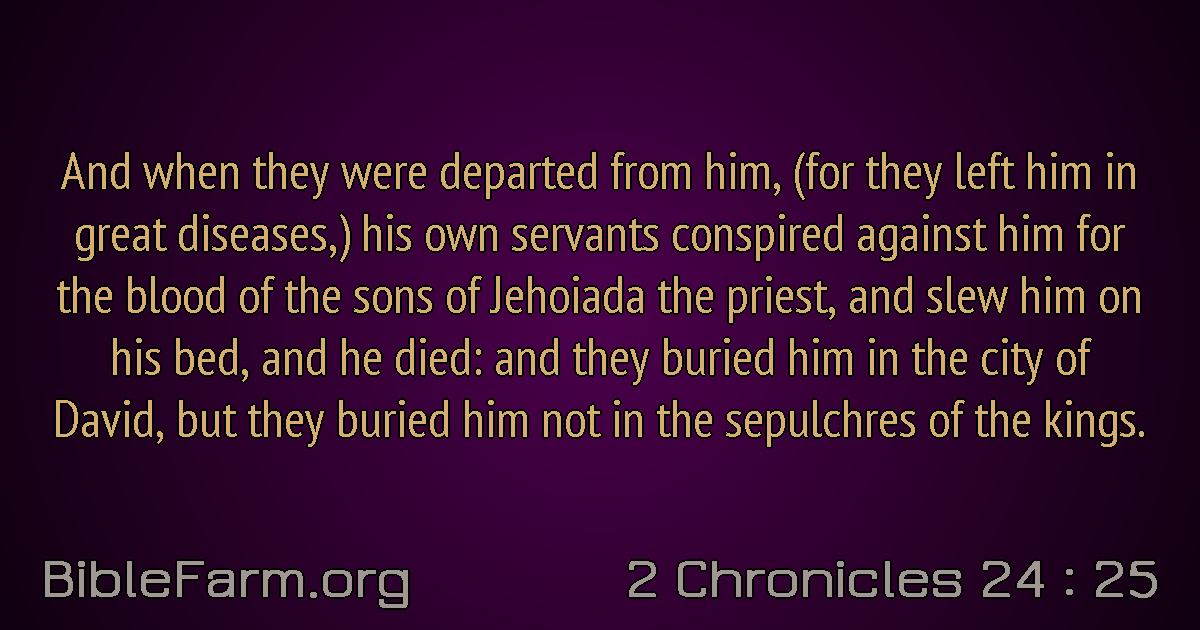 And when they were departed from him, (for they left him in
great diseases,) his own servants conspired against him for
the blood of the sons of Jehoiada the priest, and slew him on
his bed, and he died: and they buried him in the city of
David, but they buried him not in the sepulchres of the kings.
BibleFarm.org
2 Chronicles 24 : 25